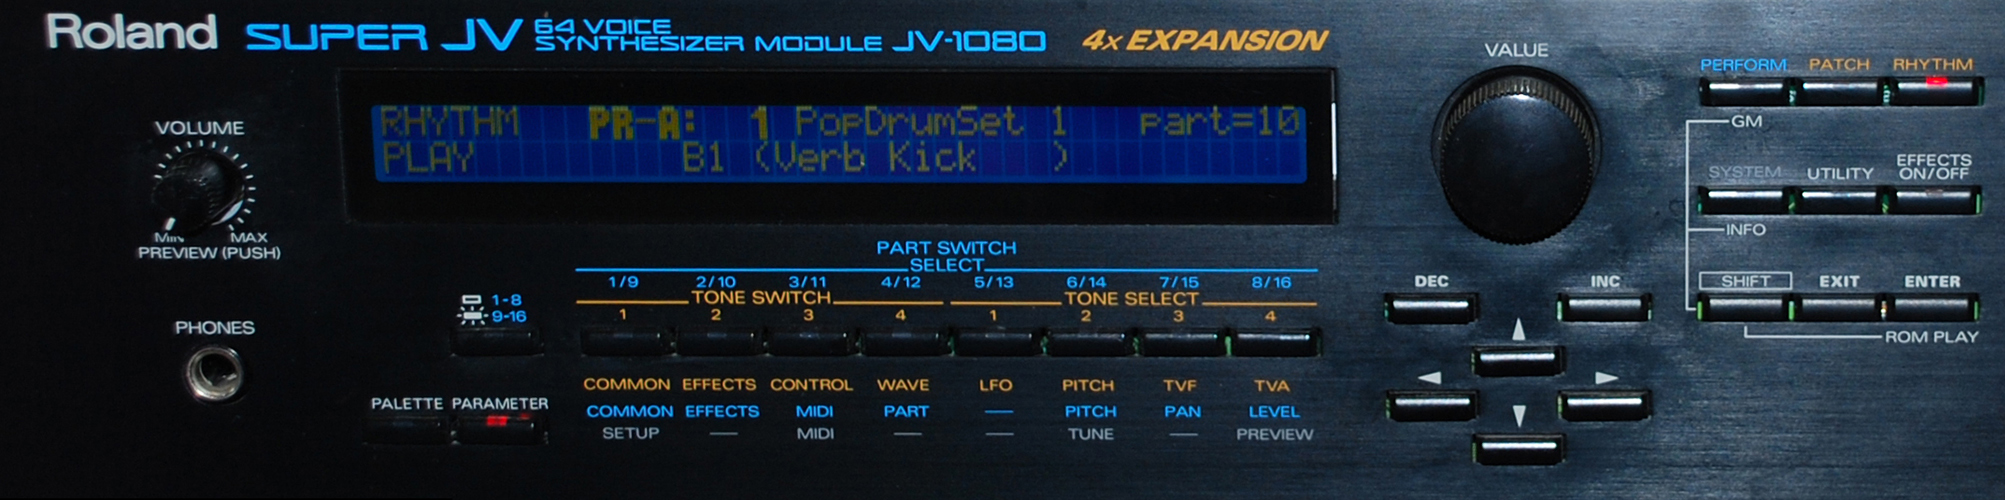 Roland SUPER JV 64 VOICE SYNTHESIZER MODULE JV-1080 4x EXPANSION
VALUE
PERFORM PATCH RHYTHM
GM
RHYTHM PR-A: 1 PopDrumSet 1 part=10
PLAY B1 (Verb Kick )
VOLUME
MIN MAX
PREVIEW (PUSH)
SYSTEM UTILITY EFFECTS ON/OFF
INFO
PART SWITCH
SELECT
1/9 2/10 3/11 4/12 5/13 6/14 7/15 8/16
TONE SWITCH TONE SELECT
1 2 3 4 1 2 3 4
1-8
9-16
DEC INC
SHIFT EXIT ENTER
ROM PLAY
PHONES
PALETTE PARAMETER
COMMON EFFECTS CONTROL WAVE LFO PITCH TVF TVA
COMMON EFFECTS MIDI PART — PITCH PAN LEVEL
SETUP — MIDI — — TUNE — PREVIEW